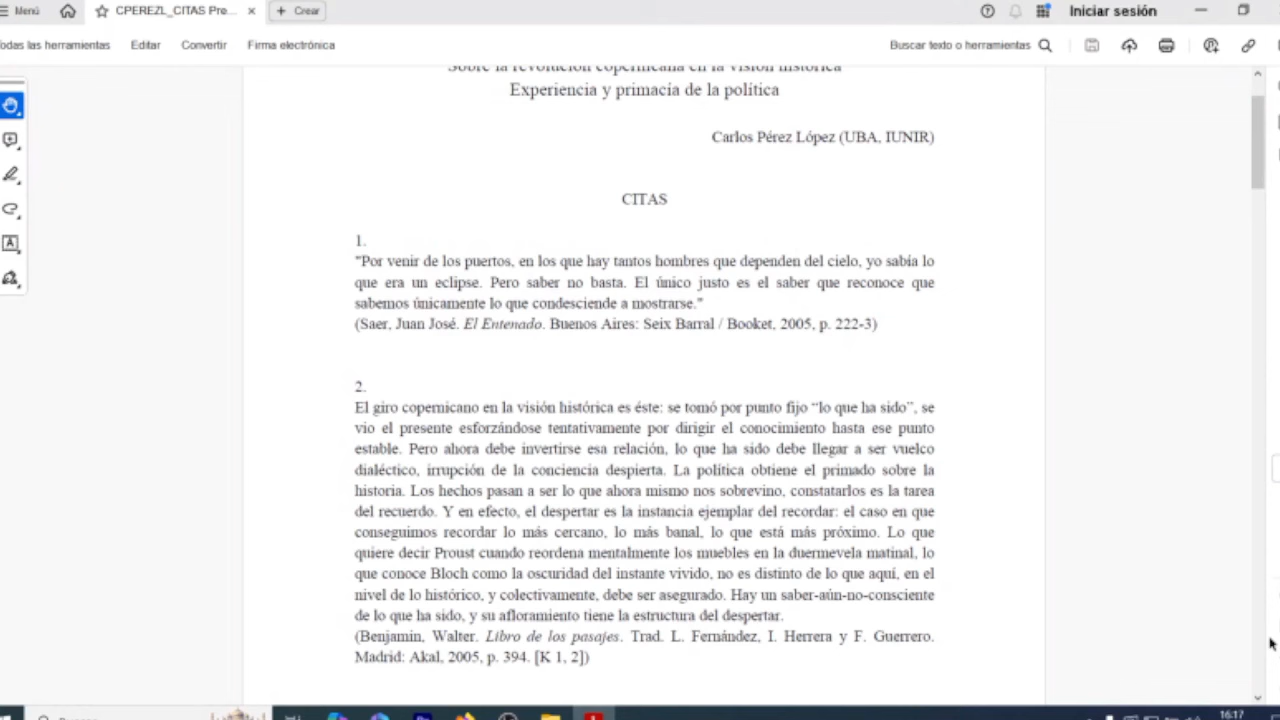 Menú
CPEREZL_CITAS Pre...
Crear
Iniciar sesión
odas las herramientas
Editar
Convertir
Firma electrónica
Buscar texto o herramientas
Sobre la revolución copernicana en la visión histórica
Experiencia y primacía de la política
Carlos Pérez López (UBA, IUNIR)
CITAS
1.
"Por venir de los puertos, en los que hay tantos hombres que dependen del cielo, yo sabía lo
que era un eclipse. Pero saber no basta. El único justo es el saber que reconoce que
sabemos únicamente lo que condesciende a mostrarse."
(Saer, Juan José. El Entenado. Buenos Aires: Seix Barral / Booket, 2005, p. 222-3)
2.
El giro copernicano en la visión histórica es éste: se tomó por punto fijo “lo que ha sido”, se
vio el presente esforzándose tentativamente por dirigir el conocimiento hasta ese punto
estable. Pero ahora debe invertirse esa relación, lo que ha sido debe llegar a ser vuelco
dialéctico, irrupción de la conciencia despierta. La política obtiene el primado sobre la
historia. Los hechos pasan a ser lo que ahora mismo nos sobrevino, constatarlos es la tarea
del recuerdo. Y en efecto, el despertar es la instancia ejemplar del recordar: el caso en que
conseguimos recordar lo más cercano, lo más banal, lo que está más próximo. Lo que
quiere decir Proust cuando reordena mentalmente los muebles en la duermevela matinal, lo
que conoce Bloch como la oscuridad del instante vivido, no es distinto de lo que aquí, en el
nivel de lo histórico, y colectivamente, debe ser asegurado. Hay un saber-aún-no-consciente
de lo que ha sido, y su afloramiento tiene la estructura del despertar.
(Benjamin, Walter. Libro de los pasajes. Trad. L. Fernández, I. Herrera y F. Guerrero.
Madrid: Akal, 2005, p. 394. [K 1, 2])
16:17